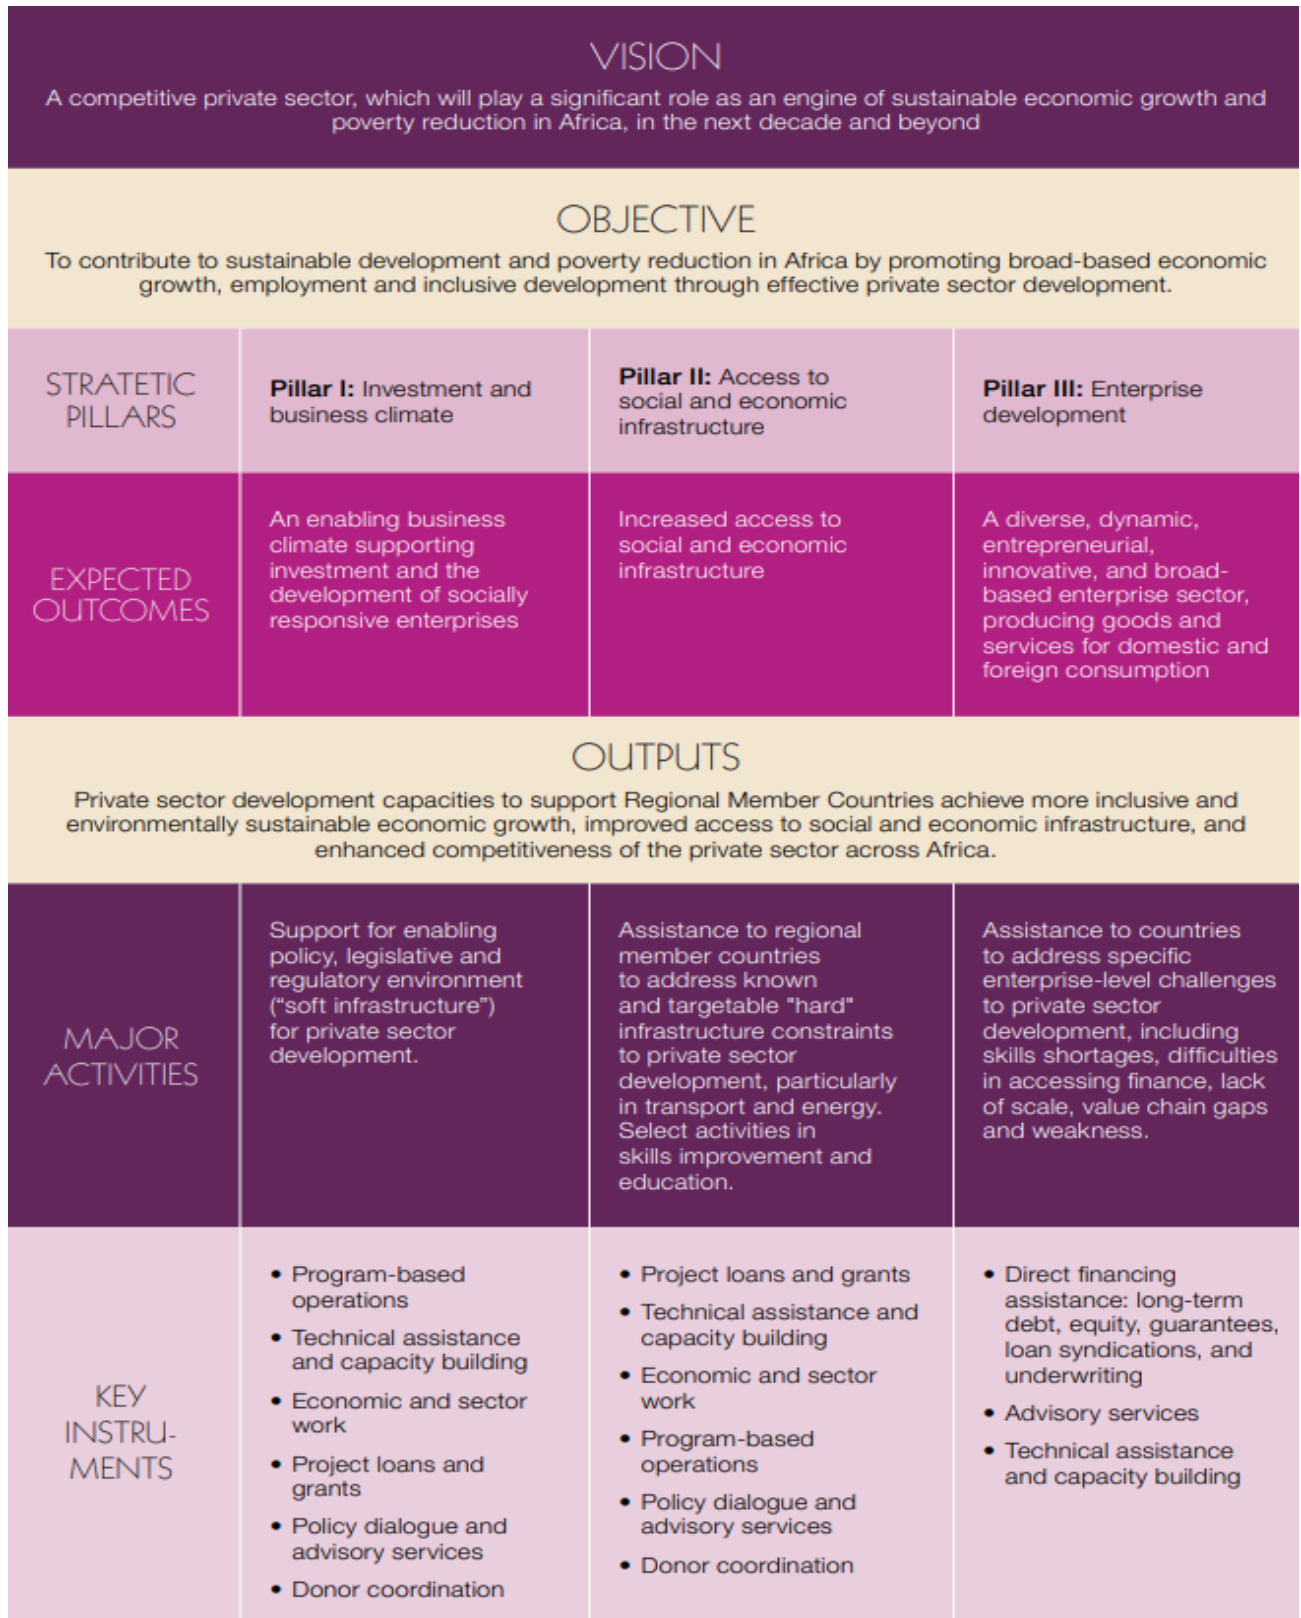 VISION
A competitive private sector, which will play a significant role as an engine of sustainable economic growth and
poverty reduction in Africa, in the next decade and beyond
OBJECTIVE
To contribute to sustainable development and poverty reduction in Africa by promoting broad-based economic
growth, employment and inclusive development through effective private sector development.
STRATETIC
PILLARS
Pillar I: Investment and
business climate
Pillar II: Access to
social and economic
infrastructure
Pillar III: Enterprise
development
EXPECTED
OUTCOMES
An enabling business
climate supporting
investment and the
development of socially
responsive enterprises
Increased access to
social and economic
infrastructure
A diverse, dynamic,
entrepreneurial,
innovative, and broad-
based enterprise sector,
producing goods and
services for domestic and
foreign consumption
OUTPUTS
Private sector development capacities to support Regional Member Countries achieve more inclusive and
environmentally sustainable economic growth, improved access to social and economic infrastructure, and
enhanced competitiveness of the private sector across Africa.
MAJOR
ACTIVITIES
Support for enabling
policy, legislative and
regulatory environment
(“soft infrastructure”)
for private sector
development.
Assistance to regional
member countries
to address known
and targetable "hard"
infrastructure constraints
to private sector
development, particularly
in transport and energy.
Select activities in
skills improvement and
education.
Assistance to countries
to address specific
enterprise-level challenges
to private sector
development, including
skills shortages, difficulties
in accessing finance, lack
of scale, value chain gaps
and weakness.
KEY
INSTRU-
MENTS
• Program-based
operations
• Technical assistance
and capacity building
• Economic and sector
work
• Project loans and
grants
• Policy dialogue and
advisory services
• Donor coordination
• Project loans and grants
• Technical assistance and
capacity building
• Economic and sector
work
• Program-based
operations
• Policy dialogue and
advisory services
• Donor coordination
• Direct financing
assistance: long-term
debt, equity, guarantees,
loan syndications, and
underwriting
• Advisory services
• Technical assistance
and capacity building